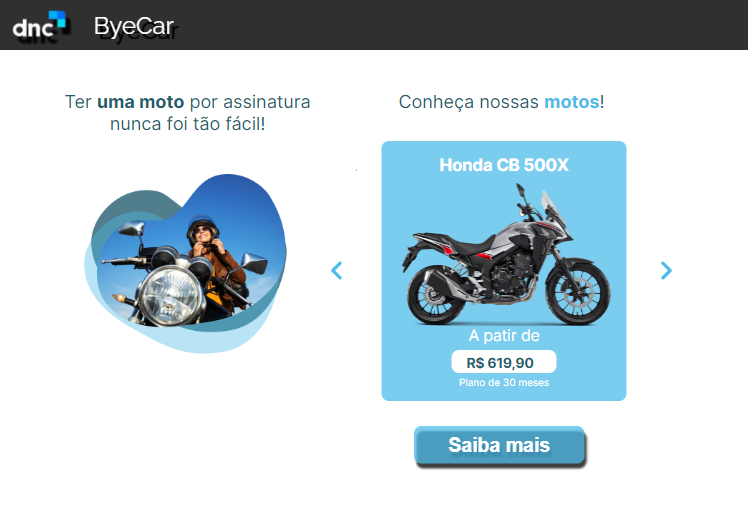 dnc
ByeCar
Ter uma moto por assinatura
nunca foi tão fácil!
Conheça nossas motos!
Honda CB 500X
A patir de
R$ 619,90
Plano de 30 meses
Saiba mais